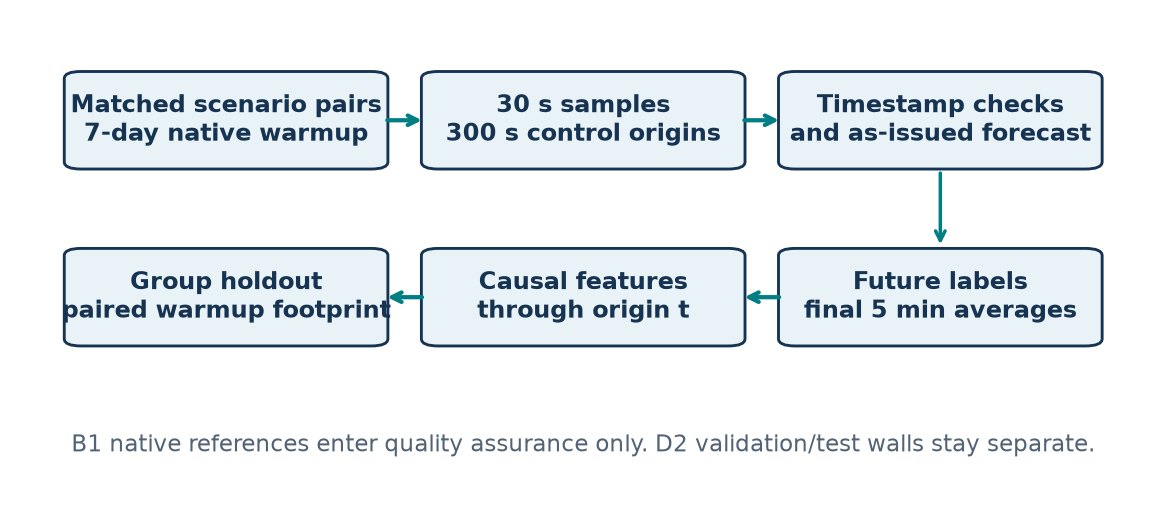 Matched scenario pairs
7-day native warmup
30 s samples
300 s control origins
Timestamp checks
and as-issued forecast
Group holdout
paired warmup footprint
Causal features
through origin t
Future labels
final 5 min averages
B1 native references enter quality assurance only. D2 validation/test walls stay separate.